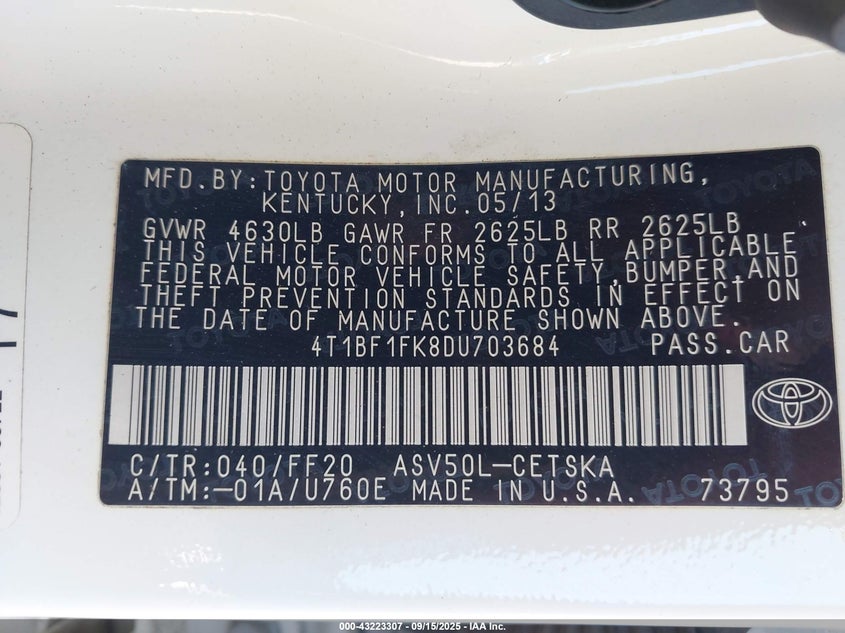 MFD.BY:TOYOTA MOTOR MANUFACTURING,
KENTUCKY,INC.05/13
GVWR 4630LB GAWR FR 2625LB RR 2625LB
THIS VEHICLE CONFORMS TO ALL APPLICABLE
FEDERAL MOTOR VEHICLE SAFETY,BUMPER,AND
THEFT PREVENTION STANDARDS IN EFFECT ON
THE DATE OF MANUFACTURE SHOWN ABOVE.
4T1BF1FK8DU703684 PASS.CAR
C/TR:040/FF20 ASV50L-CETSKA
A/TM:-01A/U760E MADE IN U.S.A. 73795
000-43223307 - 09/15/2025 - IAA Inc.